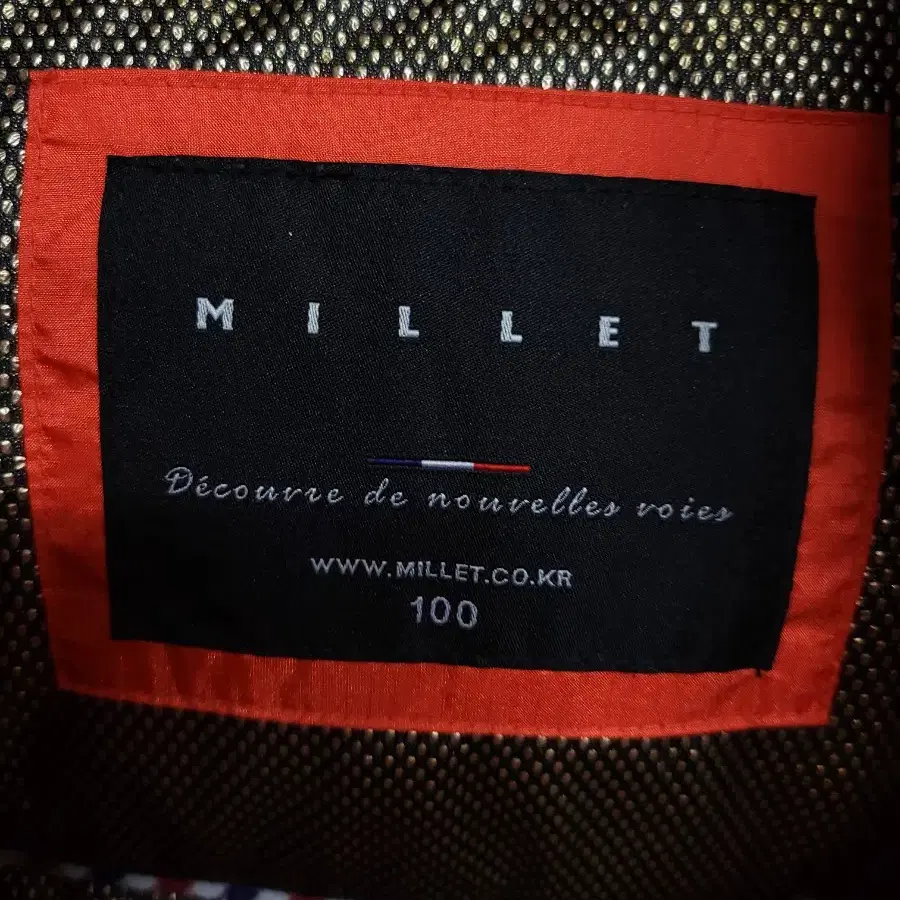 MILLET
Découvre de nouvelles voies
WWW.MILLET.CO.KR
100